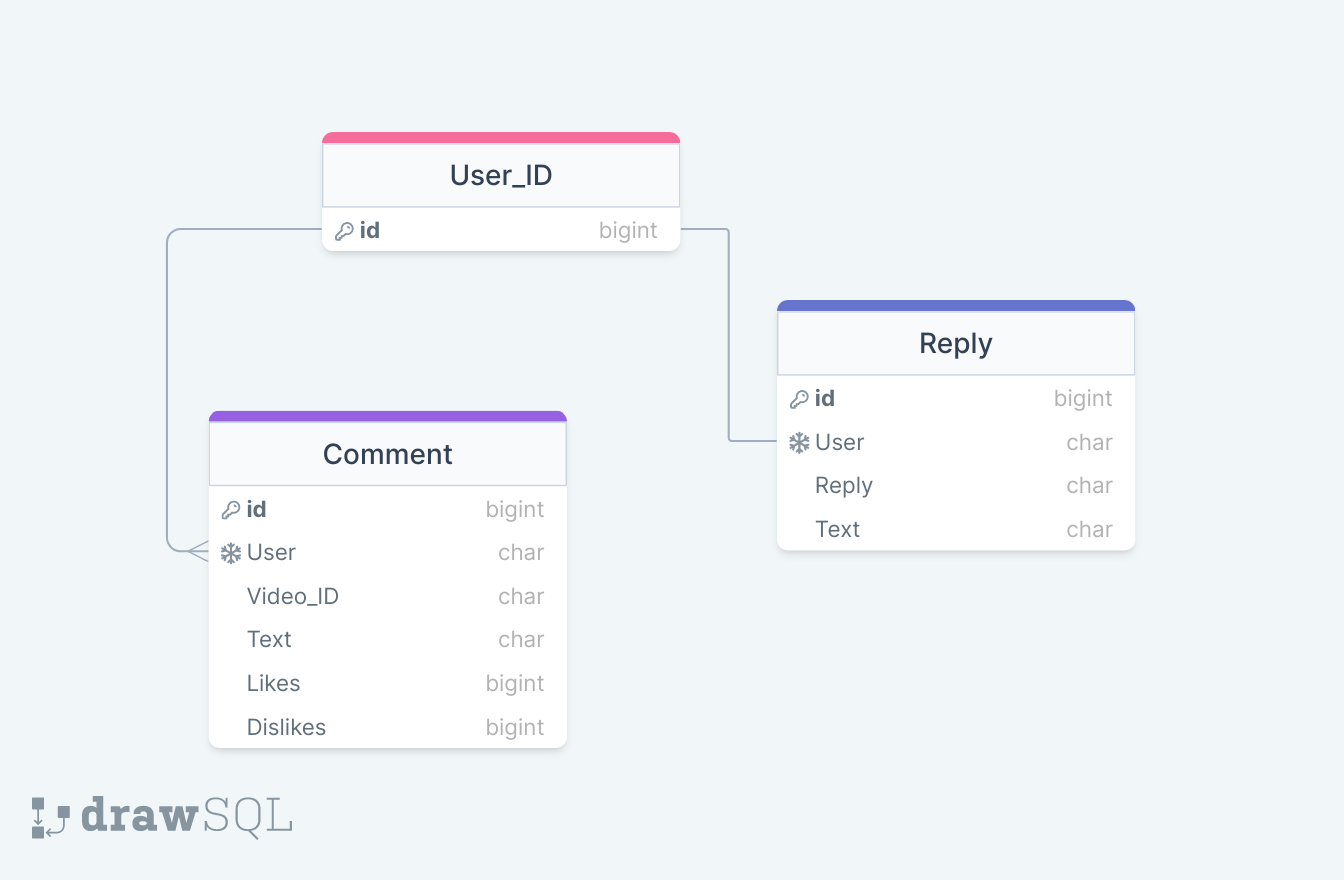 User_ID
id bigint
Reply
id bigint
User char
Reply char
Text char
Comment
id bigint
User char
Video_ID char
Text char
Likes bigint
Dislikes bigint
drawSQL